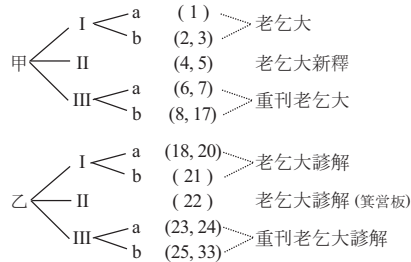 a ( 1 )
I 老乞大
b (2, 3)
甲 II (4, 5) 老乞大新釋
a (6, 7)
III 重刊老乞大
b (8, 17)
a (18, 20)
I 老乞大諺解
b ( 21 )
乙 II ( 22 ) 老乞大諺解 (箕營板)
a (23, 24)
III 重刊老乞大諺解
b (25, 33)